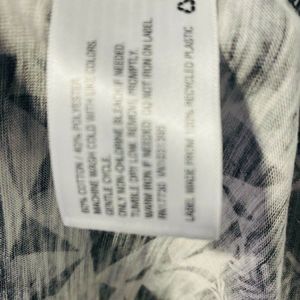 60% COTTON / 40% POLYESTER
MACHINE WASH COLD WITH LIKE COLORS.
GENTLE CYCLE.
ONLY NON-CHLORINE BLEACH IF NEEDED.
TUMBLE DRY LOW. REMOVE PROMPTLY.
WARM IRON IF NEEDED. DO NOT IRON ON LABEL.
LABEL MADE FROM 100% RECYCLED PLASTIC